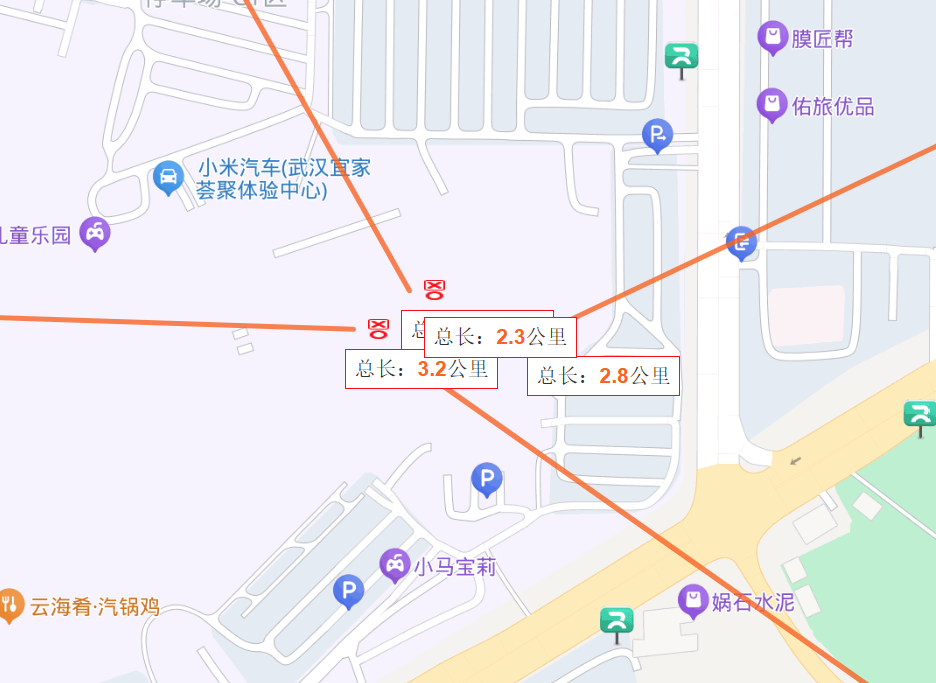 膜匠帮
佑旅优品
小米汽车(武汉宜家
荟聚体验中心)
儿童乐园
总长：2.3公里
总长：3.2公里
总长：2.8公里
P
P
小马宝莉
云海肴·汽锅鸡
娲石水泥